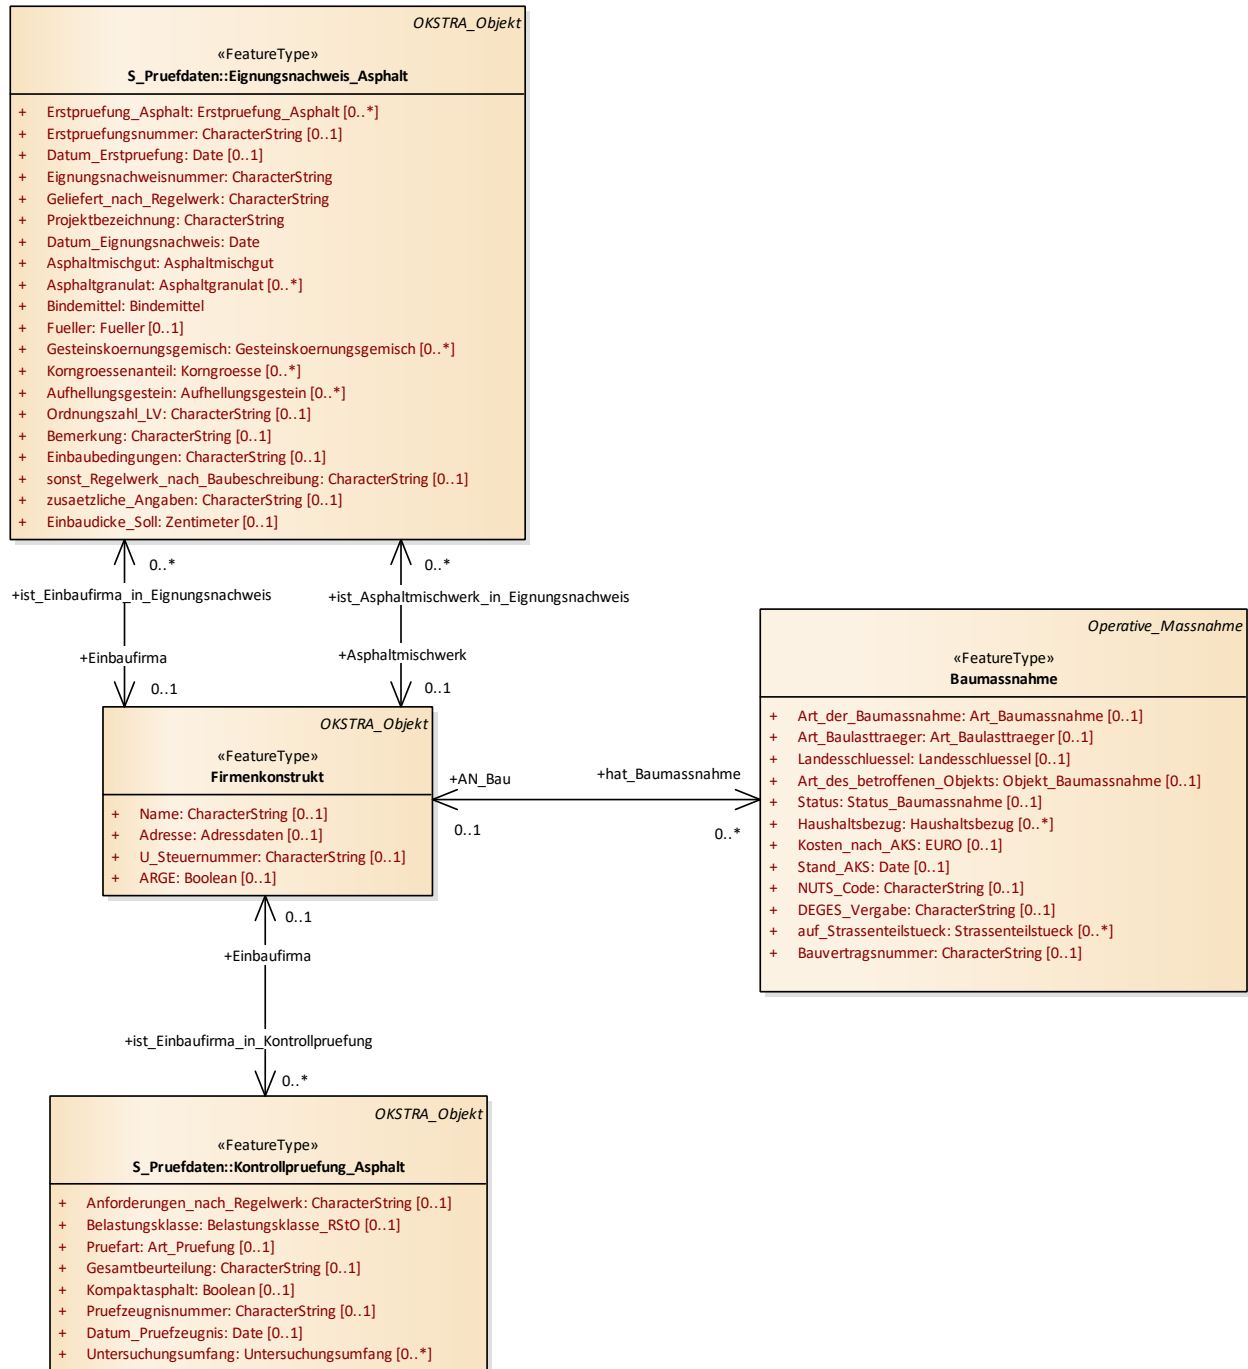 OKSTRA_Objekt
«FeatureType»
S_Pruefdaten::Eignungsnachweis_Asphalt
+ Erstpruefung_Asphalt: Erstpruefung_Asphalt [0..*]
+ Erstpruefungsnummer: CharacterString [0..1]
+ Datum_Erstpruefung: Date [0..1]
+ Eignungsnachweisnummer: CharacterString
+ Geliefert_nach_Regelwerk: CharacterString
+ Projektbezeichnung: CharacterString
+ Datum_Eignungsnachweis: Date
+ Asphaltmischgut: Asphaltmischgut
+ Asphaltgranulat: Asphaltgranulat [0..*]
+ Bindemittel: Bindemittel
+ Fueller: Fueller [0..1]
+ Gesteinskoernungsgemisch: Gesteinskoernungsgemisch [0..*]
+ Korngroessenanteil: Korngroesse [0..*]
+ Aufhellungsgestein: Aufhellungsgestein [0..*]
+ Ordnungszahl_LV: CharacterString [0..1]
+ Bemerkung: CharacterString [0..1]
+ Einbaubedingungen: CharacterString [0..1]
+ sonst_Regelwerk_nach_Baubeschreibung: CharacterString [0..1]
+ zusaetzliche_Angaben: CharacterString [0..1]
+ Einbaudicke_Soll: Zentimeter [0..1]
0..*
+ist_Einbaufirma_in_Eignungsnachweis
+Einbaufirma
0..1
0..*
+ist_Asphaltmischwerk_in_Eignungsnachweis
+Asphaltmischwerk
0..1
OKSTRA_Objekt
«FeatureType»
Firmenkonstrukt
+ Name: CharacterString [0..1]
+ Adresse: Adressdaten [0..1]
+ U_Steuernummer: CharacterString [0..1]
+ ARGE: Boolean [0..1]
+AN_Bau
0..1
+hat_Baumassnahme
0..*
Operative_Massnahme
«FeatureType»
Baumassnahme
+ Art_der_Baumassnahme: Art_Baumassnahme [0..1]
+ Art_Baulasttraeger: Art_Baulasttraeger [0..1]
+ Landesschluessel: Landesschluessel [0..1]
+ Art_des_betroffenen_Objekts: Objekt_Baumassnahme [0..1]
+ Status: Status_Baumassnahme [0..1]
+ Haushaltsbezug: Haushaltsbezug [0..*]
+ Kosten_nach_AKS: EURO [0..1]
+ Stand_AKS: Date [0..1]
+ NUTS_Code: CharacterString [0..1]
+ DEGES_Vergabe: CharacterString [0..1]
+ auf_Strassenteilstueck: Strassenteilstueck [0..*]
+ Bauvertragsnummer: CharacterString [0..1]
0..1
+Einbaufirma
+ist_Einbaufirma_in_Kontrollpruefung
0..*
OKSTRA_Objekt
«FeatureType»
S_Pruefdaten::Kontrollpruefung_Asphalt
+ Anforderungen_nach_Regelwerk: CharacterString [0..1]
+ Belastungsklasse: Belastungsklasse_RStO [0..1]
+ Pruefart: Art_Pruefung [0..1]
+ Gesamtbeurteilung: CharacterString [0..1]
+ Kompaktasphalt: Boolean [0..1]
+ Pruefzeugnisnummer: CharacterString [0..1]
+ Datum_Pruefzeugnis: Date [0..1]
+ Untersuchungsumfang: Untersuchungsumfang [0..*]